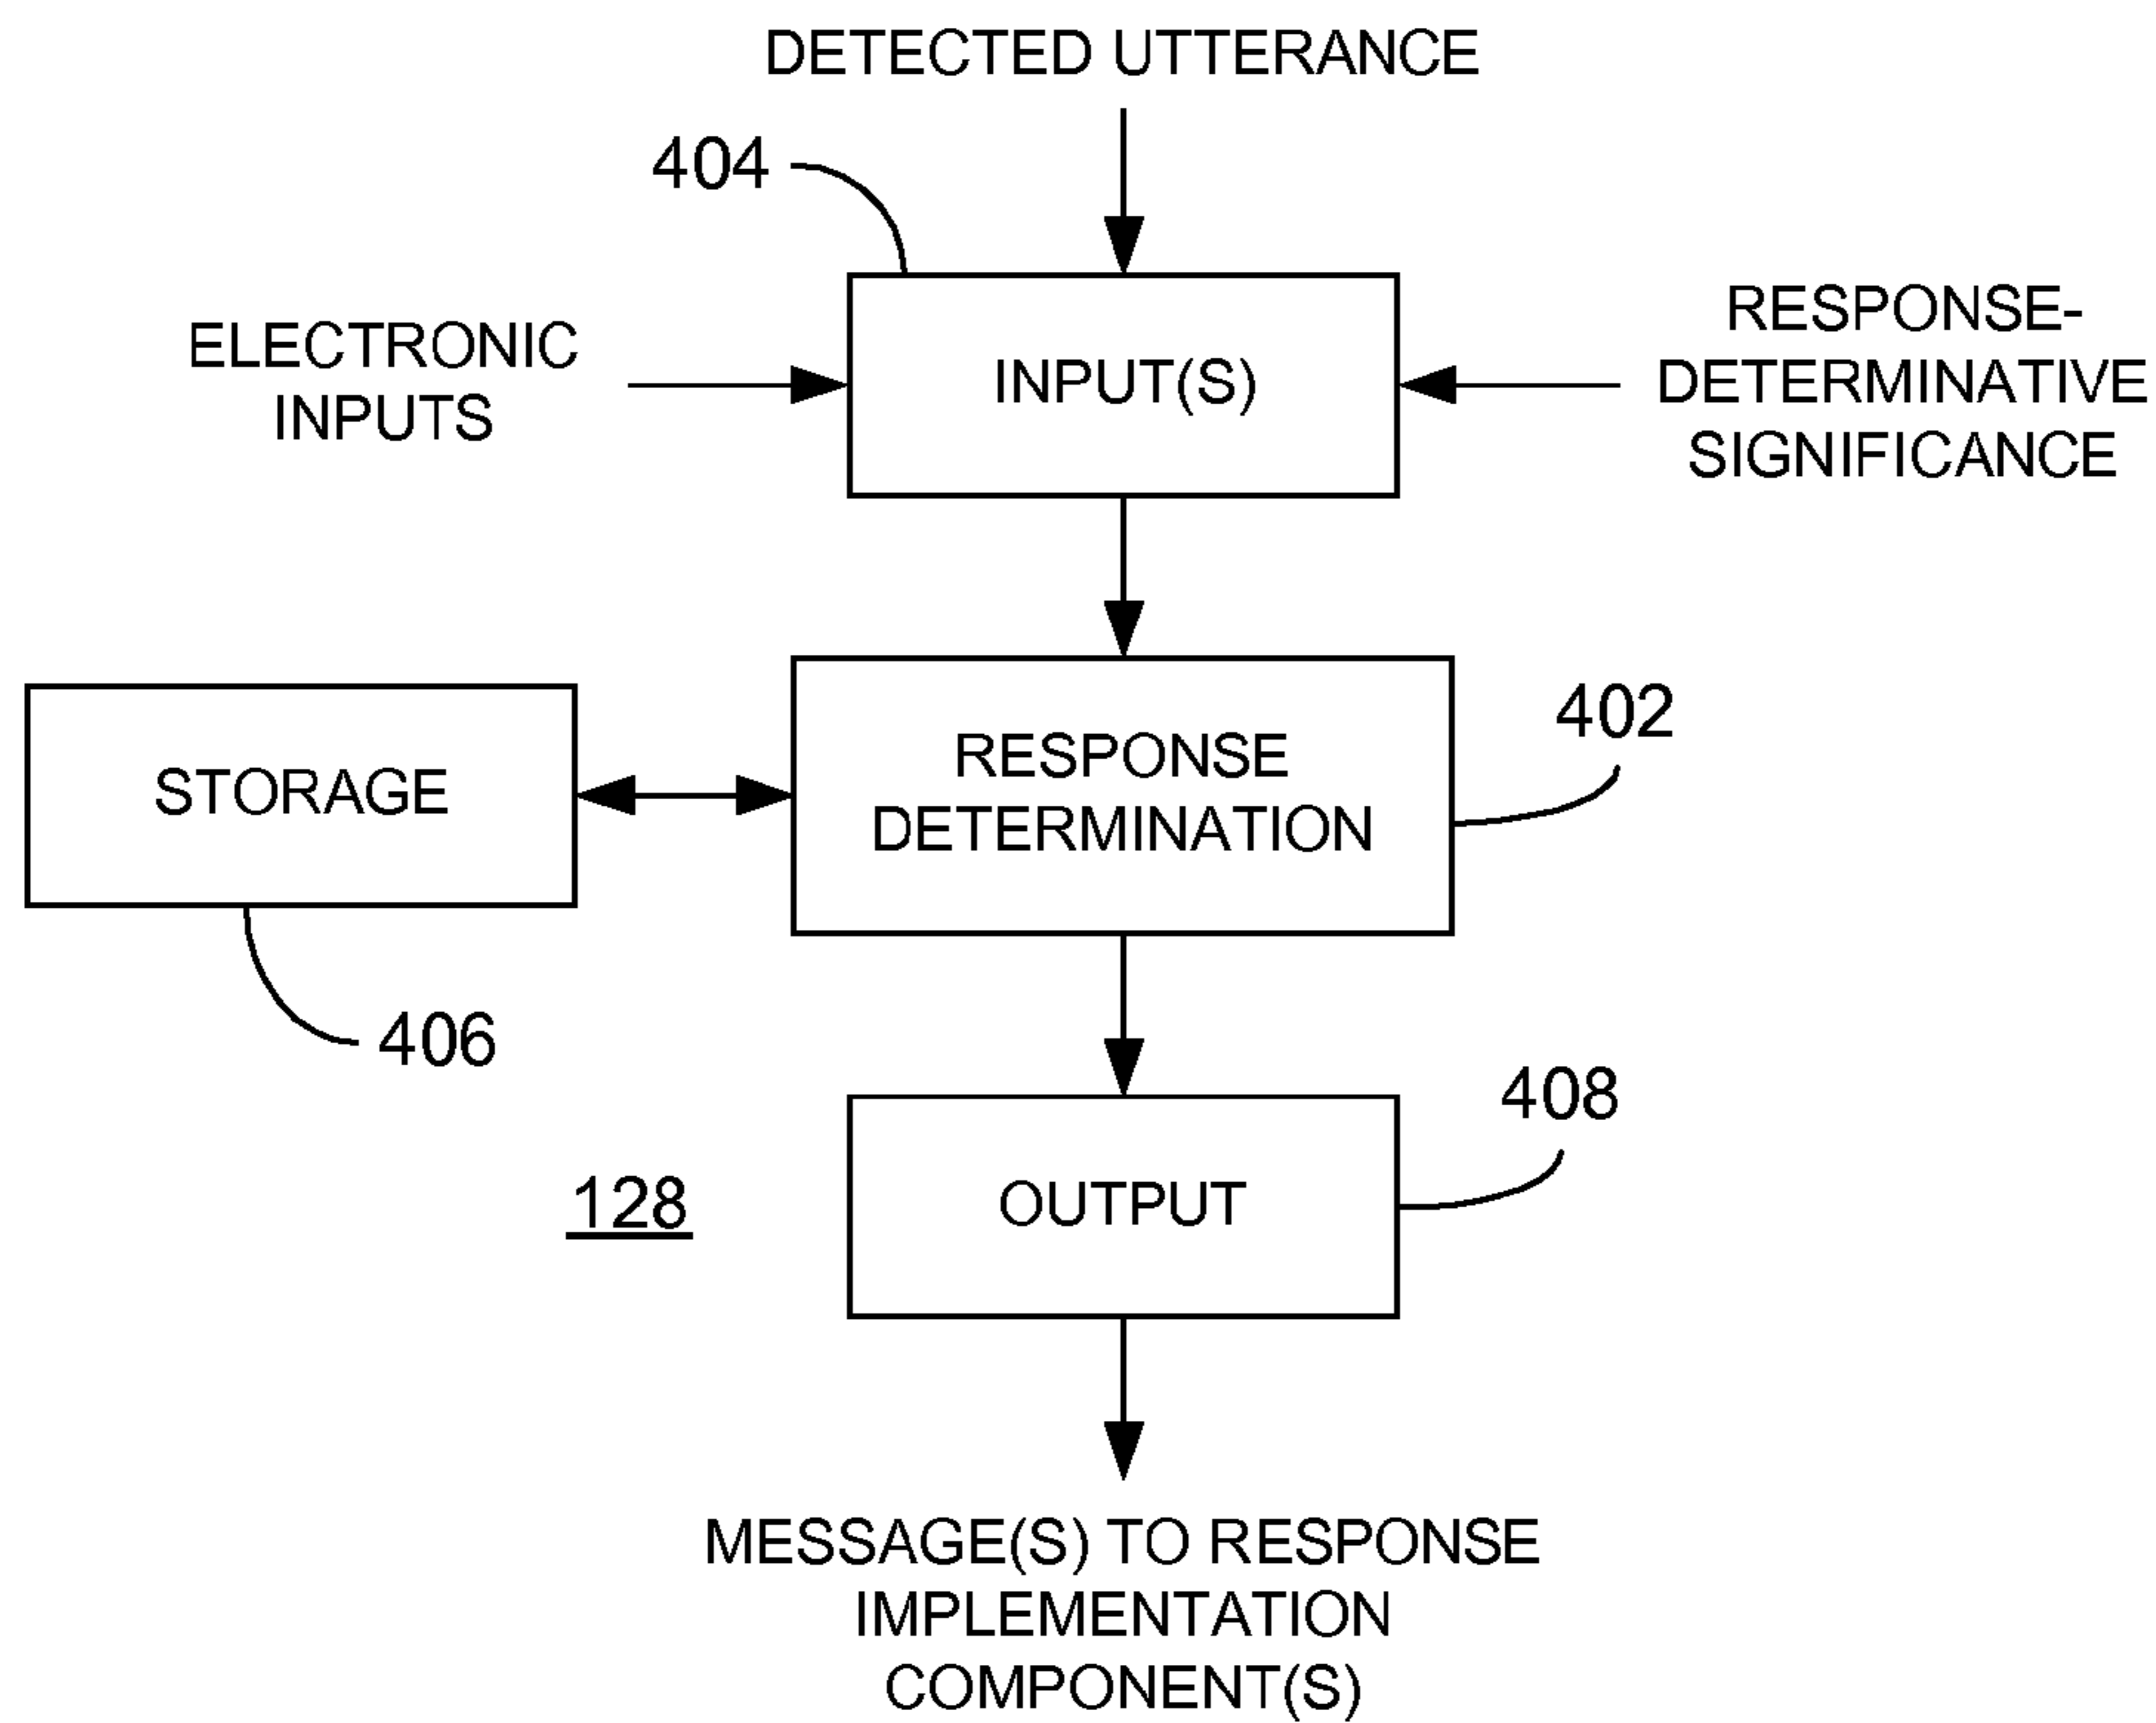 DETECTED UTTERANCE
404
ELECTRONIC
INPUTS
INPUT(S)
RESPONSE-
DETERMINATIVE
SIGNIFICANCE
402
STORAGE
RESPONSE
DETERMINATION
406
408
128
OUTPUT
MESSAGE(S) TO RESPONSE
IMPLEMENTATION
COMPONENT(S)